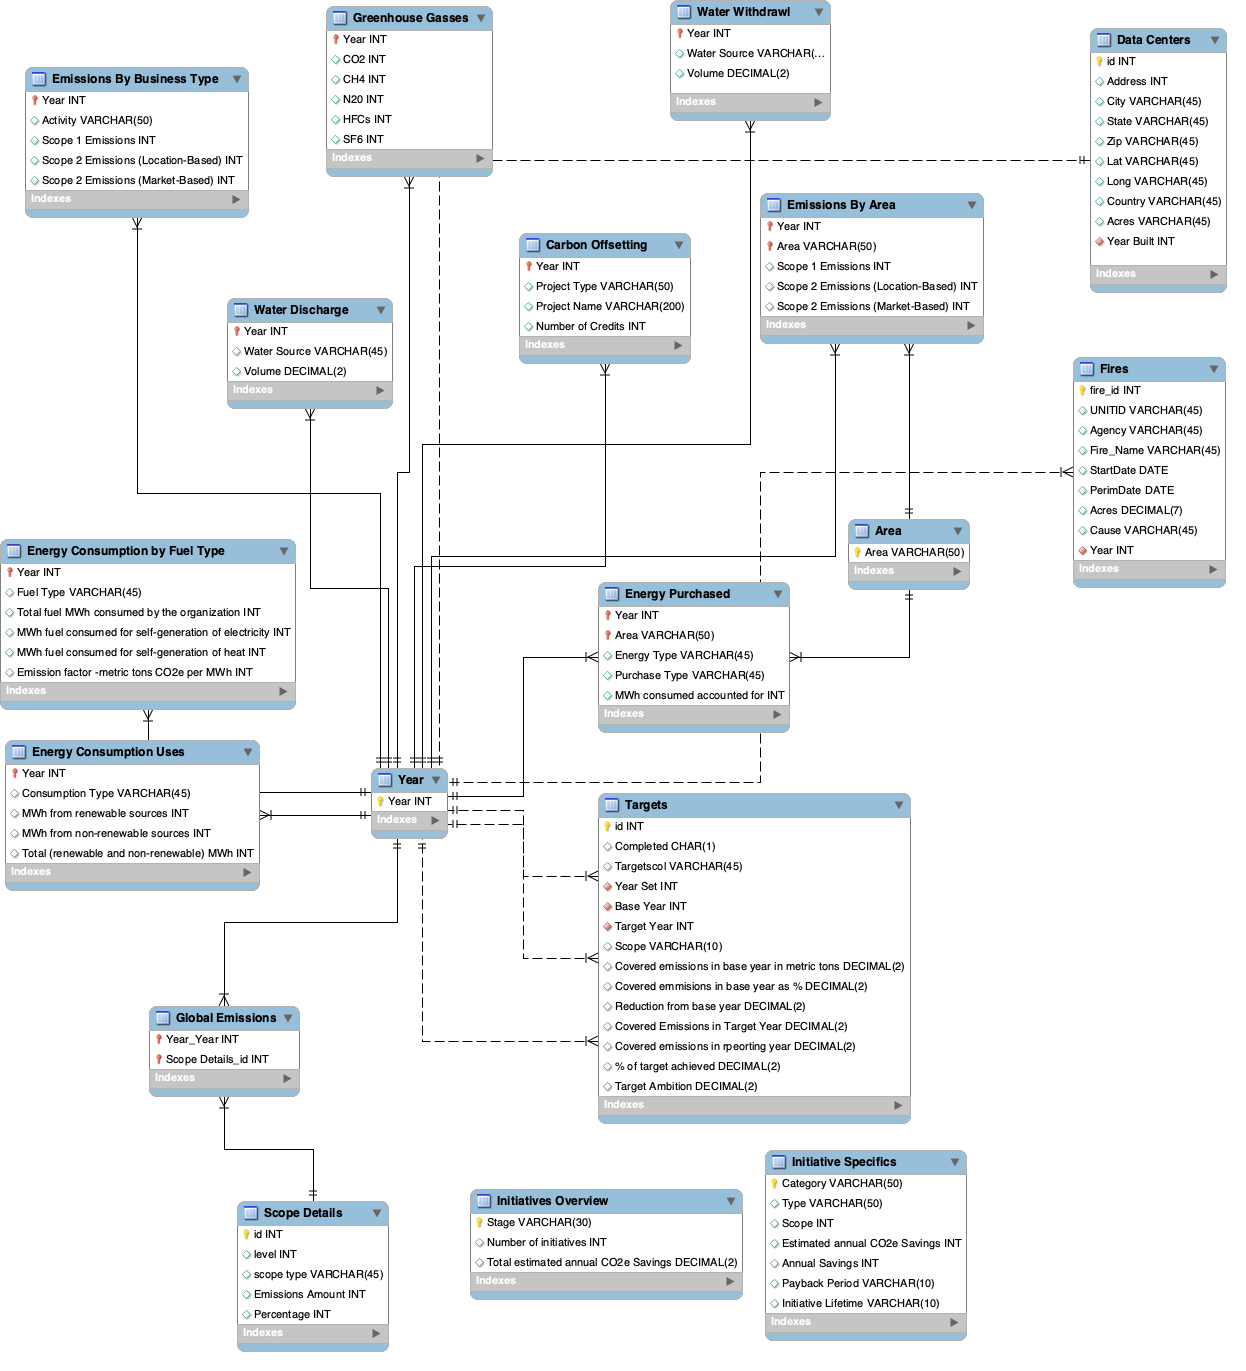 Greenhouse Gasses
Year INT
CO2 INT
CH4 INT
N20 INT
HFCs INT
SF6 INT
Indexes
Water Withdrawl
Year INT
Water Source VARCHAR(...
Volume DECIMAL(2)
Indexes
Data Centers
id INT
Address INT
City VARCHAR(45)
State VARCHAR(45)
Zip VARCHAR(45)
Lat VARCHAR(45)
Long VARCHAR(45)
Country VARCHAR(45)
Acres VARCHAR(45)
Year Built INT
Indexes
Emissions By Business Type
Year INT
Activity VARCHAR(50)
Scope 1 Emissions INT
Scope 2 Emissions (Location-Based) INT
Scope 2 Emissions (Market-Based) INT
Indexes
Emissions By Area
Year INT
Area VARCHAR(50)
Scope 1 Emissions INT
Scope 2 Emissions (Location-Based) INT
Scope 2 Emissions (Market-Based) INT
Indexes
Carbon Offsetting
Year INT
Project Type VARCHAR(50)
Project Name VARCHAR(200)
Number of Credits INT
Indexes
Water Discharge
Year INT
Water Source VARCHAR(45)
Volume DECIMAL(2)
Indexes
Fires
fire_id INT
UNITID VARCHAR(45)
Agency VARCHAR(45)
Fire_Name VARCHAR(45)
StartDate DATE
PerimDate DATE
Acres DECIMAL(7)
Cause VARCHAR(45)
Year INT
Indexes
Area
Area VARCHAR(50)
Indexes
Energy Consumption by Fuel Type
Year INT
Fuel Type VARCHAR(45)
Total fuel MWh consumed by the organization INT
MWh fuel consumed for self-generation of electricity INT
MWh fuel consumed for self-generation of heat INT
Emission factor -metric tons CO2e per MWh INT
Indexes
Energy Purchased
Year INT
Area VARCHAR(50)
Energy Type VARCHAR(45)
Purchase Type VARCHAR(45)
MWh consumed accounted for INT
Indexes
Energy Consumption Uses
Year INT
Consumption Type VARCHAR(45)
MWh from renewable sources INT
MWh from non-renewable sources INT
Total (renewable and non-renewable) MWh INT
Indexes
Year
Year INT
Indexes
Targets
id INT
Completed CHAR(1)
Targetscol VARCHAR(45)
Year Set INT
Base Year INT
Target Year INT
Scope VARCHAR(10)
Covered emissions in base year in metric tons DECIMAL(2)
Covered emmisions in base year as % DECIMAL(2)
Reduction from base year DECIMAL(2)
Covered Emissions in Target Year DECIMAL(2)
Covered emissions in rpeorting year DECIMAL(2)
% of target achieved DECIMAL(2)
Target Ambition DECIMAL(2)
Indexes
Global Emissions
Year_Year INT
Scope Details_id INT
Indexes
Scope Details
id INT
level INT
scope type VARCHAR(45)
Emissions Amount INT
Percentage INT
Indexes
Initiatives Overview
Stage VARCHAR(30)
Number of initiatives INT
Total estimated annual CO2e Savings DECIMAL(2)
Indexes
Initiative Specifics
Category VARCHAR(50)
Type VARCHAR(50)
Scope INT
Estimated annual CO2e Savings INT
Annual Savings INT
Payback Period VARCHAR(10)
Initiative Lifetime VARCHAR(10)
Indexes